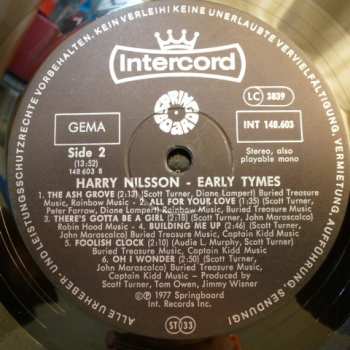 ALLE URHEBER- UND LEISTUNGSSCHUTZRECHTE VORBEHALTEN. KEIN VERLEIH! KEINE UNERLAUBTE VERVIELFÄLTIGUNG, VERMIETUNG, AUFFÜHRUNG, SENDUNG!
Intercord
SPRINGBOARD
LC 3839
GEMA
INT 148.603
Side 2
(13:52)
148 603 B
Stereo, also
playable mono
HARRY NILSSON - EARLY TYMES
1. THE ASH GROVE (2:13) (Scott Turner, Diane Lampert) Buried Treasure
Music, Rainbow Music - 2. ALL FOR YOUR LOVE (1:35) (Scott Turner,
Peter Farrow, Diane Lampert) Rainbow Music, Buried Treasure Music,
3. THERE'S GOTTA BE A GIRL (2:18) (Scott Turner, John Marascalco)
Robin Hood Music - 4. BUILDING ME UP (2:46) (Scott Turner,
John Marascalco) Buried Treasure Music, Captain Kidd Music -
5. FOOLISH CLOCK (2:10) (Audie L. Murphy, Scott Turner)
Buried Treasure Music, Captain Kidd Music
6. OH I WONDER (2:50) (Scott Turner,
John Marascalco) Buried Treasure Music,
Captain Kidd Music - Produced by
Scott Turner, Tom Owen, Jimmy Wisner
℗ 1977 Springboard
Int. Records Inc.
ST 33